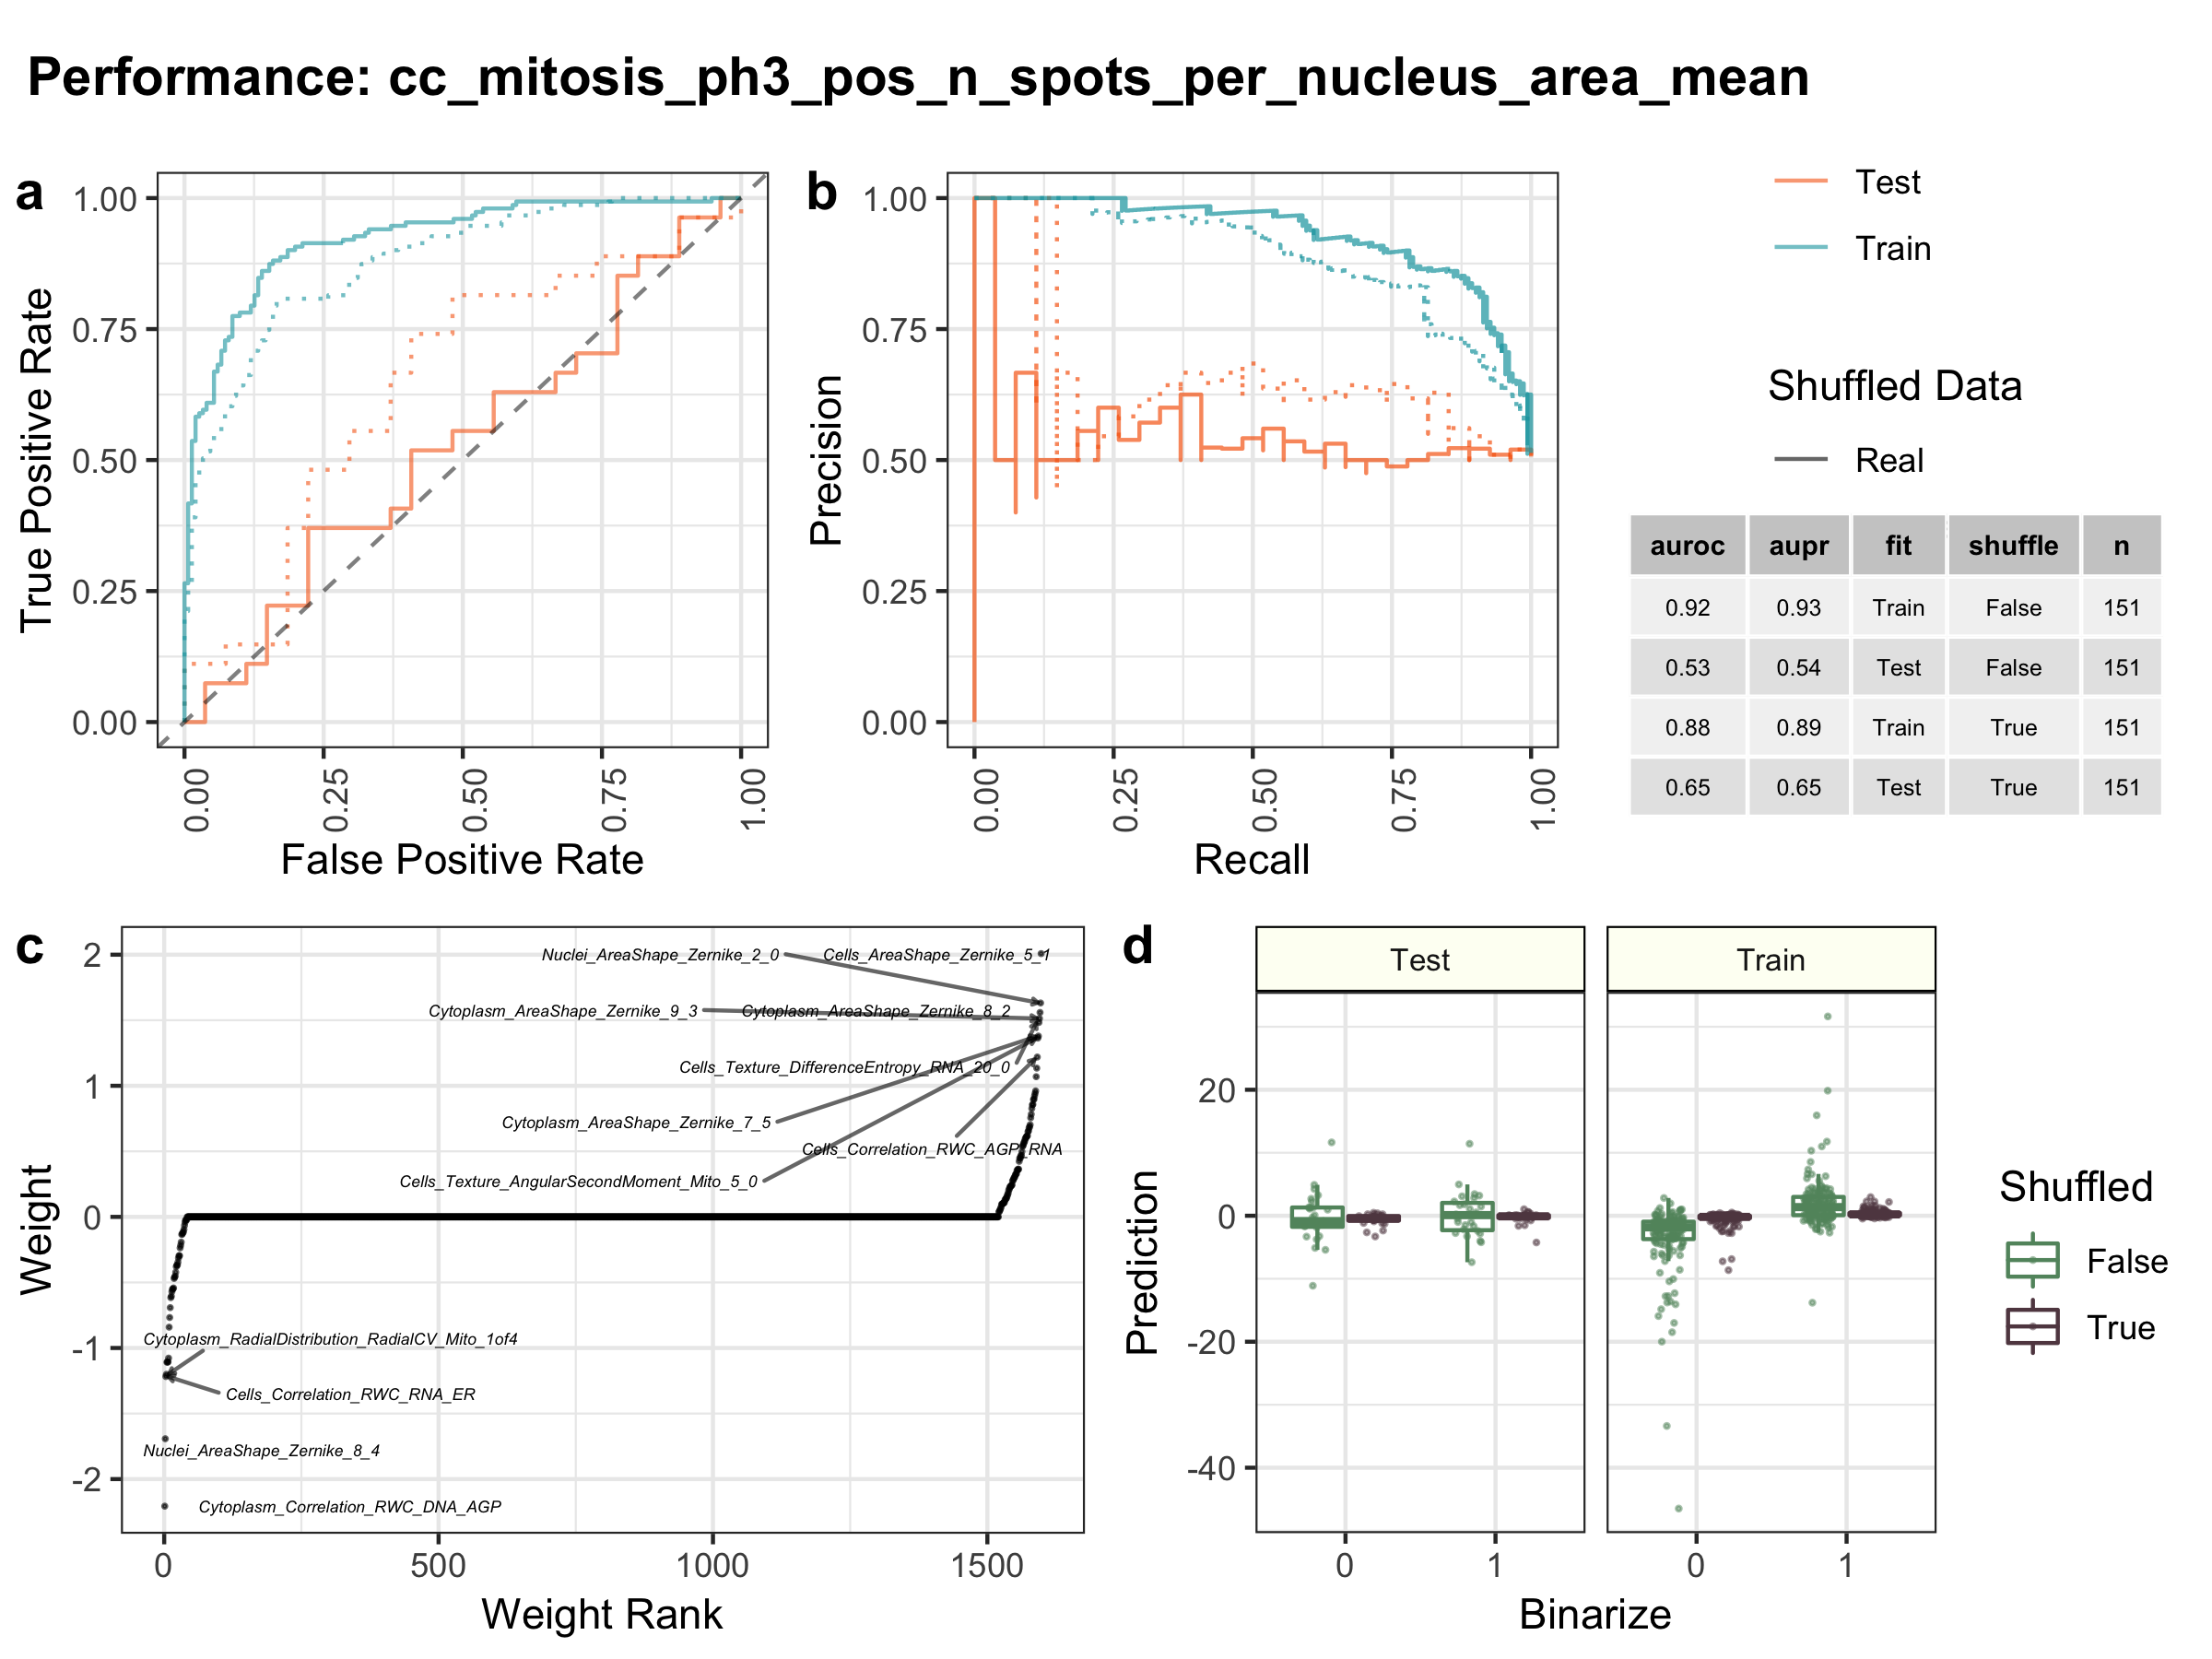 Performance: cc_mitosis_ph3_pos_n_spots_per_nucleus_area_mean
a
True Positive Rate
1.00
0.75
0.50
0.25
0.00
0.00 0.25 0.50 0.75 1.00
False Positive Rate
b
Precision
1.00
0.75
0.50
0.25
0.00
0.00 0.25 0.50 0.75 1.00
Recall
Test
Train
Shuffled Data
Real
auroc aupr fit shuffle n
0.92 0.93 Train False 151
0.53 0.54 Test False 151
0.88 0.89 Train True 151
0.65 0.65 Test True 151
c
Weight
2
1
0
-1
-2
Nuclei_AreaShape_Zernike_2_0
Cells_AreaShape_Zernike_5_1
Cytoplasm_AreaShape_Zernike_9_3
Cytoplasm_AreaShape_Zernike_8_2
Cells_Texture_DifferenceEntropy_RNA_20_0
Cytoplasm_AreaShape_Zernike_7_5
Cells_Correlation_RWC_AGP_RNA
Cells_Texture_AngularSecondMoment_Mito_5_0
Cytoplasm_RadialDistribution_RadialCV_Mito_1of4
Cells_Correlation_RWC_RNA_ER
Nuclei_AreaShape_Zernike_8_4
Cytoplasm_Correlation_RWC_DNA_AGP
0 500 1000 1500
Weight Rank
d
Test Train
Prediction
20
0
-20
-40
0 1 0 1
Binarize
Shuffled
False
True